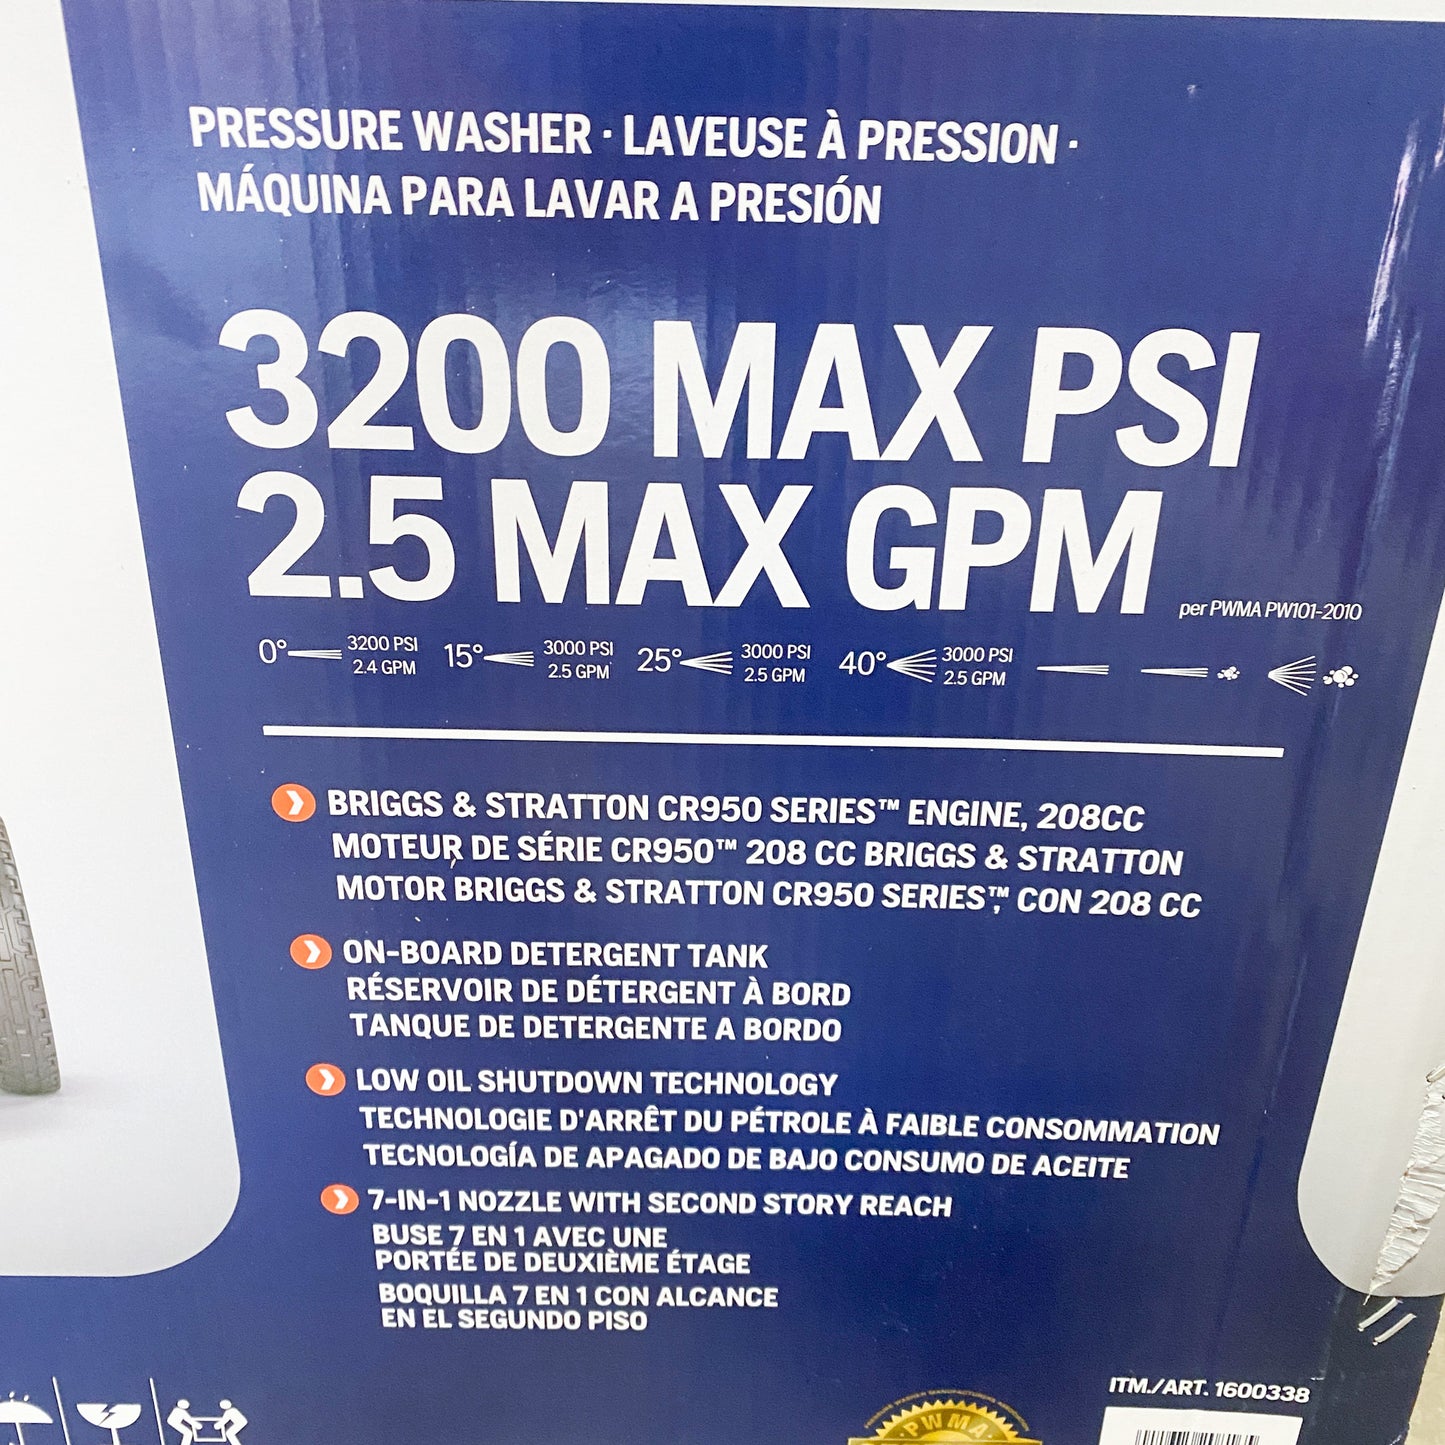 PRESSURE WASHER · LAVEUSE À PRESSION ·
MÁQUINA PARA LAVAR A PRESIÓN
3200 MAX PSI
2.5 MAX GPM
per PWMA PW101-2010
0° 3200 PSI 15° 3000 PSI 25° 3000 PSI 40° 3000 PSI
2.4 GPM 2.5 GPM 2.5 GPM 2.5 GPM
BRIGGS & STRATTON CR950 SERIES™ ENGINE, 208CC
MOTEUR DE SÉRIE CR950™ 208 CC BRIGGS & STRATTON
MOTOR BRIGGS & STRATTON CR950 SERIES™, CON 208 CC
ON-BOARD DETERGENT TANK
RÉSERVOIR DE DÉTERGENT À BORD
TANQUE DE DETERGENTE A BORDO
LOW OIL SHUTDOWN TECHNOLOGY
TECHNOLOGIE D'ARRÊT DU PÉTROLE À FAIBLE CONSOMMATION
TECNOLOGÍA DE APAGADO DE BAJO CONSUMO DE ACEITE
7-IN-1 NOZZLE WITH SECOND STORY REACH
BUSE 7 EN 1 AVEC UNE
PORTÉE DE DEUXIÈME ÉTAGE
BOQUILLA 7 EN 1 CON ALCANCE
EN EL SEGUNDO PISO
ITM./ART. 1600338
PRESSURE WASHER MANUFACTURERS
PWMA